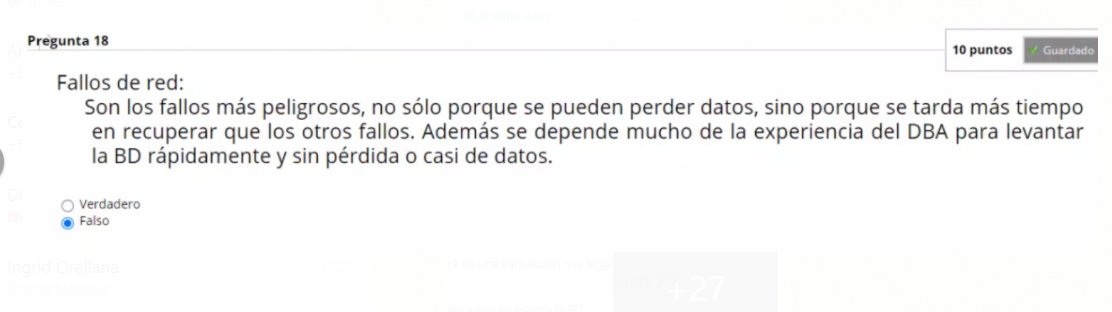 Pregunta 18
10 puntos
Guardado
Fallos de red:
Son los fallos más peligrosos, no sólo porque se pueden perder datos, sino porque se tarda más tiempo
en recuperar que los otros fallos. Además se depende mucho de la experiencia del DBA para levantar
la BD rápidamente y sin pérdida o casi de datos.
Verdadero
Falso
Ingrid Orellana
+27